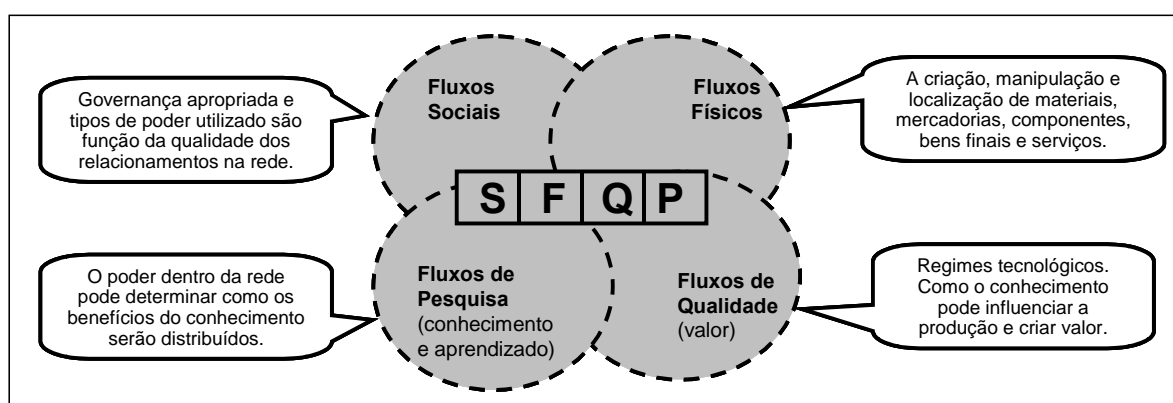 Governança apropriada e
tipos de poder utilizado são
função da qualidade dos
relacionamentos na rede.
Fluxos
Sociais
Fluxos
Físicos
A criação, manipulação e
localização de materiais,
mercadorias, componentes,
bens finais e serviços.
S F Q P
O poder dentro da rede
pode determinar como os
benefícios do conhecimento
serão distribuídos.
Fluxos de
Pesquisa
(conhecimento
e aprendizado)
Fluxos de
Qualidade
(valor)
Regimes tecnológicos.
Como o conhecimento
pode influenciar a
produção e criar valor.